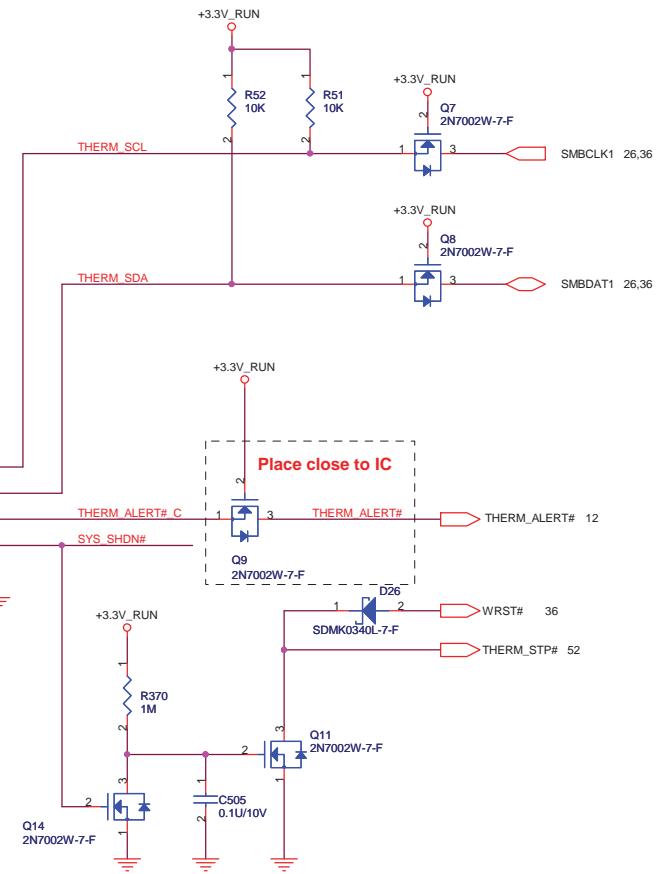 +3.3V_RUN
1
1
R52
10K
R51
10K
2
2
+3.3V_RUN
Q7
2N7002W-7-F
2
THERM_SCL
1
3
SMBCLK1 26,36
+3.3V_RUN
Q8
2N7002W-7-F
2
THERM_SDA
1
3
SMBDAT1 26,36
+3.3V_RUN
Place close to IC
2
THERM_ALERT#_C
1
3
THERM_ALERT#
THERM_ALERT# 12
SYS_SHDN#
Q9
2N7002W-7-F
D26
1
2
WRST# 36
SDMK0340L-7-F
+3.3V_RUN
THERM_STP# 52
1
R370
1M
2
3
Q11
2N7002W-7-F
2
1
3
2
1
C505
0.1U/10V
2
Q14
2N7002W-7-F
1